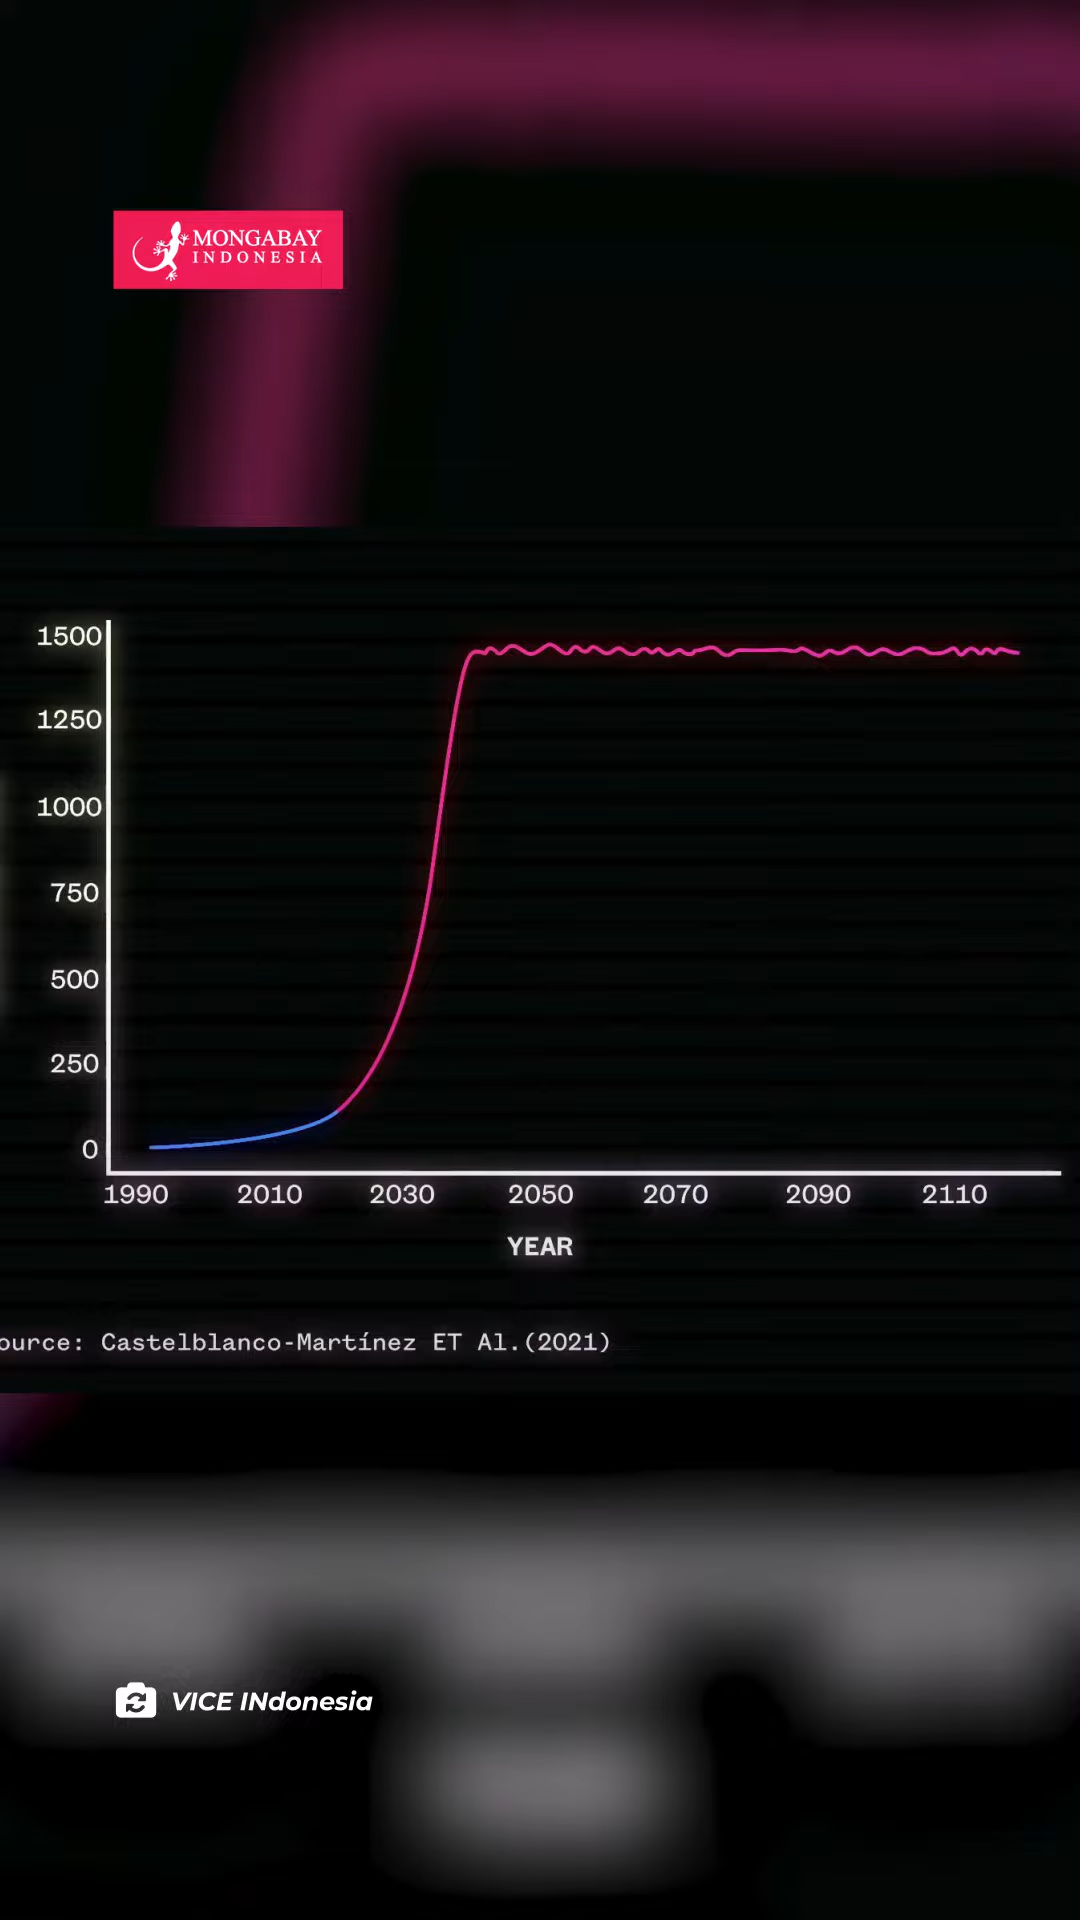 MONGABAY
INDONESIA
1500
1250
1000
750
500
250
0
1990 2010 2030 2050 2070 2090 2110
YEAR
ource: Castelblanco-Martínez ET Al.(2021)
VICE INdonesia